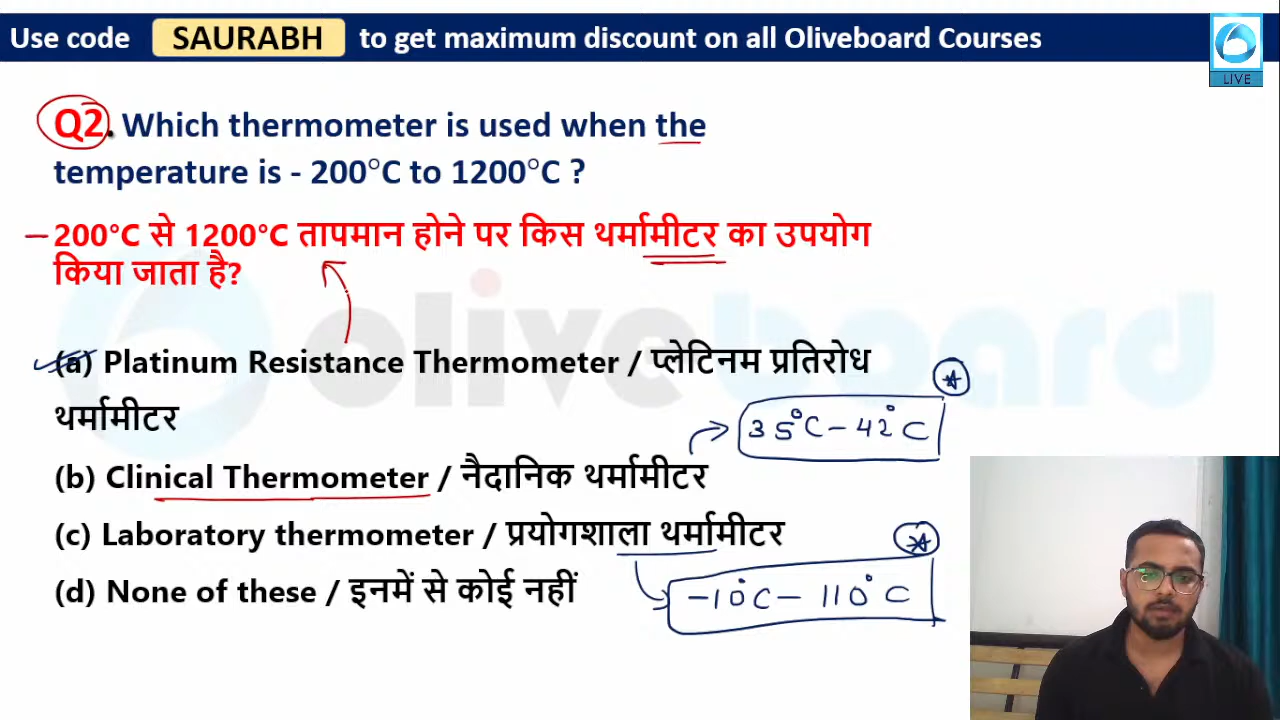 Use code SAURABH to get maximum discount on all Oliveboard Courses
LIVE
Q2. Which thermometer is used when the
temperature is - 200°C to 1200°C ?
– 200°C से 1200°C तापमान होने पर किस थर्मामीटर का उपयोग
किया जाता है?
oliveboard
(a) Platinum Resistance Thermometer / प्लेटिनम प्रतिरोध
थर्मामीटर
35°C – 42°C
(b) Clinical Thermometer / नैदानिक थर्मामीटर
(c) Laboratory thermometer / प्रयोगशाला थर्मामीटर
(d) None of these / इनमें से कोई नहीं
-10°C – 110°C